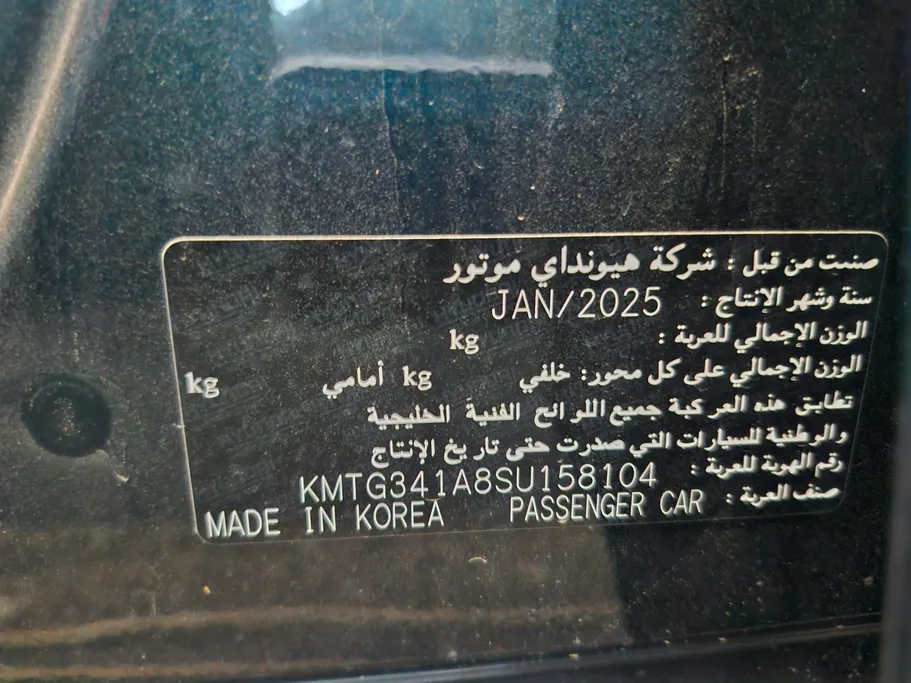 صنعت من قبل : شركة هيونداي موتور
سنة وشهر الإنتاج : JAN/2025
الوزن الإجمالي للعربة : kg
الوزن الإجمالي على كل محور: خلفي kg أمامي kg
تطابق هذه المركبة جميع اللوائح الفنية الخليجية
والوطنية للسيارات التي صدرت حتى تاريخ الإنتاج
رقم الهوية للعربة : KMTG341A8SU158104
صنف العربة : PASSENGER CAR MADE IN KOREA